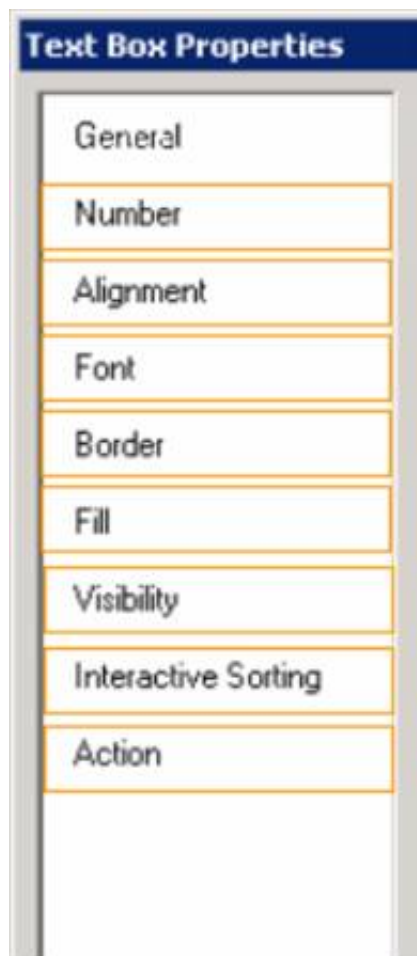 Text Box Properties
General
Number
Alignment
Font
Border
Fill
Visibility
Interactive Sorting
Action